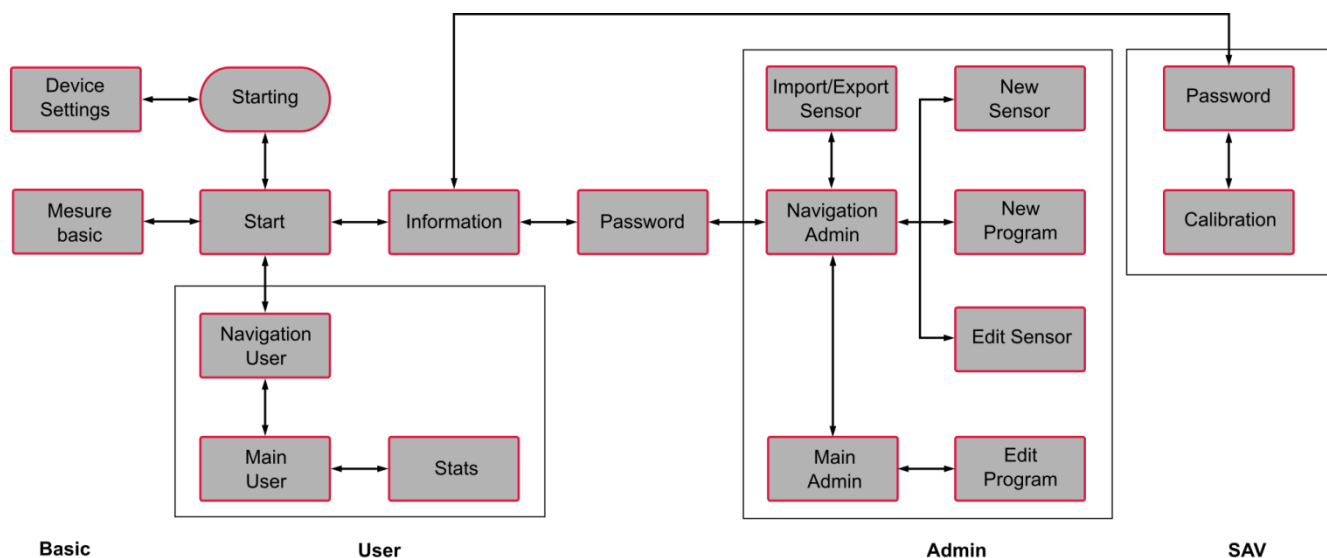 Device
Settings
Starting
Import/Export
Sensor
New
Sensor
Password
Mesure
basic
Start
Information
Password
Navigation
Admin
New
Program
Calibration
Navigation
User
Edit Sensor
Main
User
Stats
Main
Admin
Edit
Program
Basic
User
Admin
SAV